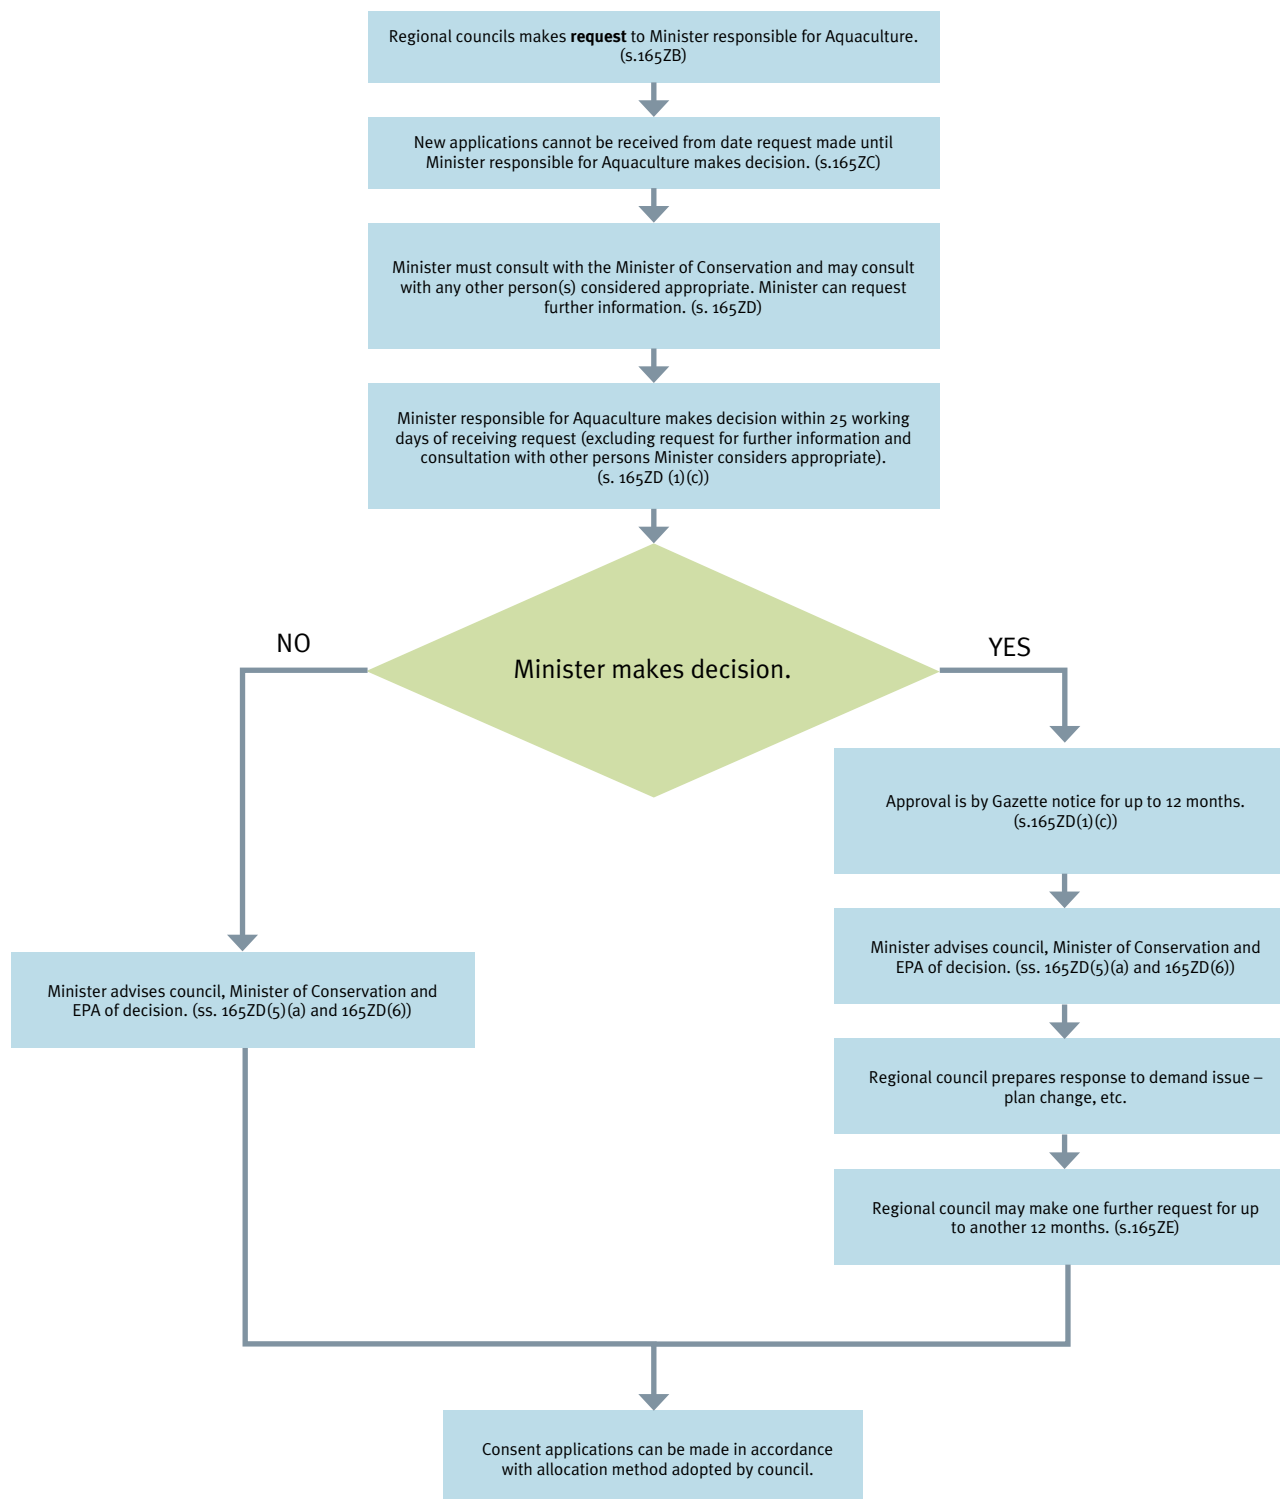 Regional councils makes request to Minister responsible for Aquaculture.
(s.165ZB)
New applications cannot be received from date request made until
Minister responsible for Aquaculture makes decision. (s.165ZC)
Minister must consult with the Minister of Conservation and may consult
with any other person(s) considered appropriate. Minister can request
further information. (s. 165ZD)
Minister responsible for Aquaculture makes decision within 25 working
days of receiving request (excluding request for further information and
consultation with other persons Minister considers appropriate).
(s. 165ZD (1)(c))
Minister makes decision.
NO
YES
Approval is by Gazette notice for up to 12 months.
(s.165ZD(1)(c))
Minister advises council, Minister of Conservation and
EPA of decision. (ss. 165ZD(5)(a) and 165ZD(6))
Minister advises council, Minister of Conservation and
EPA of decision. (ss. 165ZD(5)(a) and 165ZD(6))
Regional council prepares response to demand issue –
plan change, etc.
Regional council may make one further request for up
to another 12 months. (s.165ZE)
Consent applications can be made in accordance
with allocation method adopted by council.